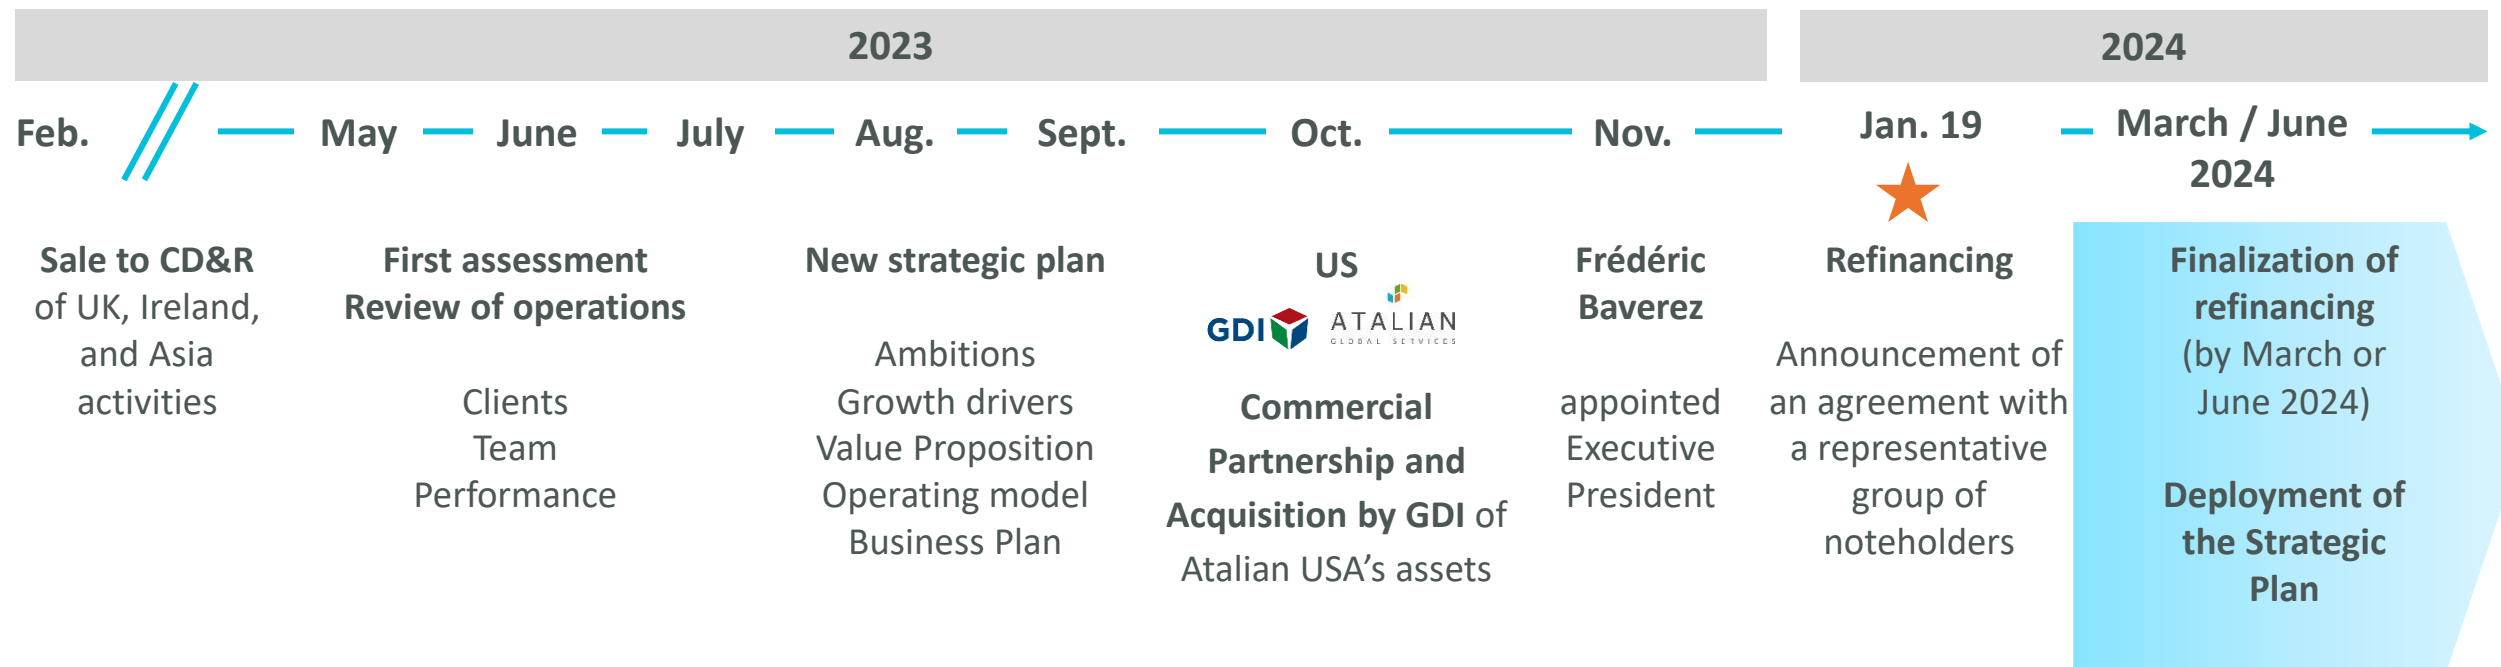 2023
2024
Feb.
May
June
July
Aug.
Sept.
Oct.
Nov.
Jan. 19
March / June
2024
Sale to CD&R
of UK, Ireland,
and Asia
activities
First assessment
Review of operations
Clients
Team
Performance
New strategic plan
Ambitions
Growth drivers
Value Proposition
Operating model
Business Plan
US
GDI
ATALIAN
GLOBAL SERVICES
Commercial
Partnership and
Acquisition by GDI of
Atalian USA’s assets
Frédéric
Baverez
appointed
Executive
President
Refinancing
Announcement of
an agreement with
a representative
group of
noteholders
Finalization of
refinancing
(by March or
June 2024)
Deployment of
the Strategic
Plan